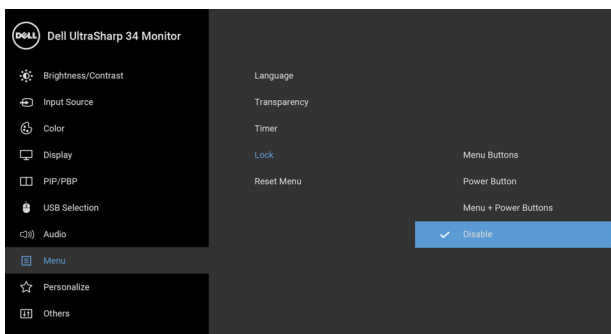 DELL Dell UltraSharp 34 Monitor
Brightness/Contrast
Input Source
Color
Display
PIP/PBP
USB Selection
Audio
Menu
Personalize
Others
Language
Transparency
Timer
Lock
Reset Menu
Menu Buttons
Power Button
Menu + Power Buttons
Disable